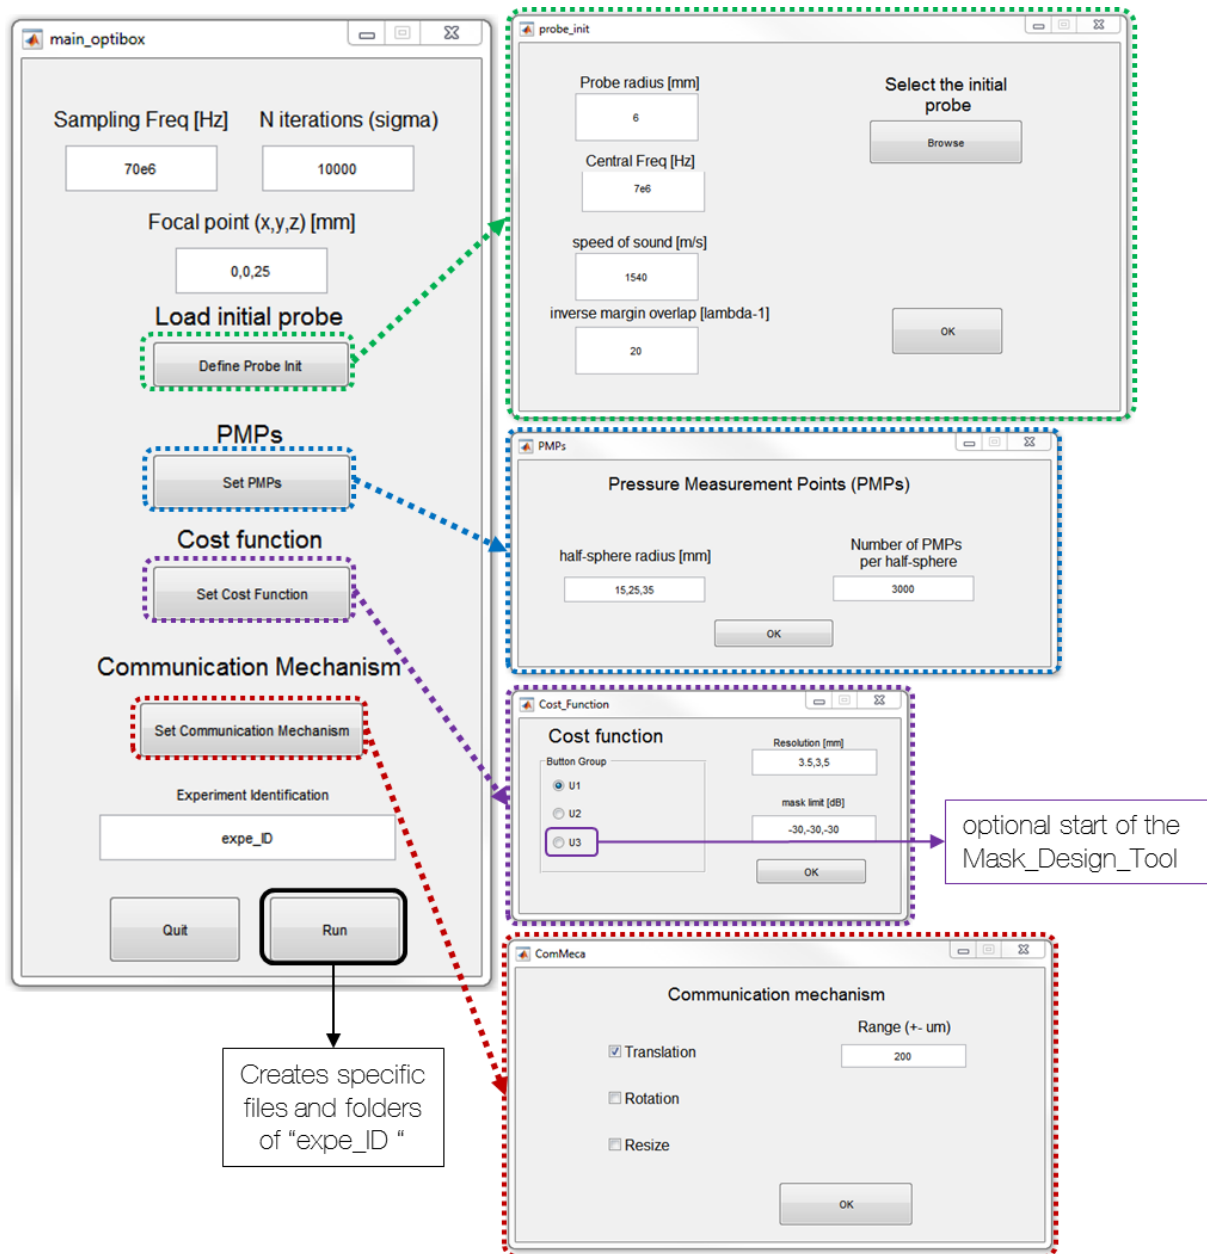 main_optibox
Sampling Freq [Hz] N iterations (sigma)
70e6 10000
Focal point (x,y,z) [mm]
0,0,25
Load initial probe
Define Probe Init
PMPs
Set PMPs
Cost function
Set Cost Function
Communication Mechanism
Set Communication Mechanism
Experiment Identification
expe_ID
Quit Run
Creates specific
files and folders
of “expe_ID “
probe_init
Probe radius [mm]
6
Central Freq [Hz]
7e6
speed of sound [m/s]
1540
inverse margin overlap [lambda-1]
20
Select the initial
probe
Browse
OK
PMPs
Pressure Measurement Points (PMPs)
half-sphere radius [mm]
15,25,35
Number of PMPs
per half-sphere
3000
OK
Cost_Function
Cost function
Button Group
U1
U2
U3
Resolution [mm]
3.5,3,5
mask limit [dB]
-30,-30,-30
OK
optional start of the
Mask_Design_Tool
ComMeca
Communication mechanism
Translation
Rotation
Resize
Range (+- um)
200
OK